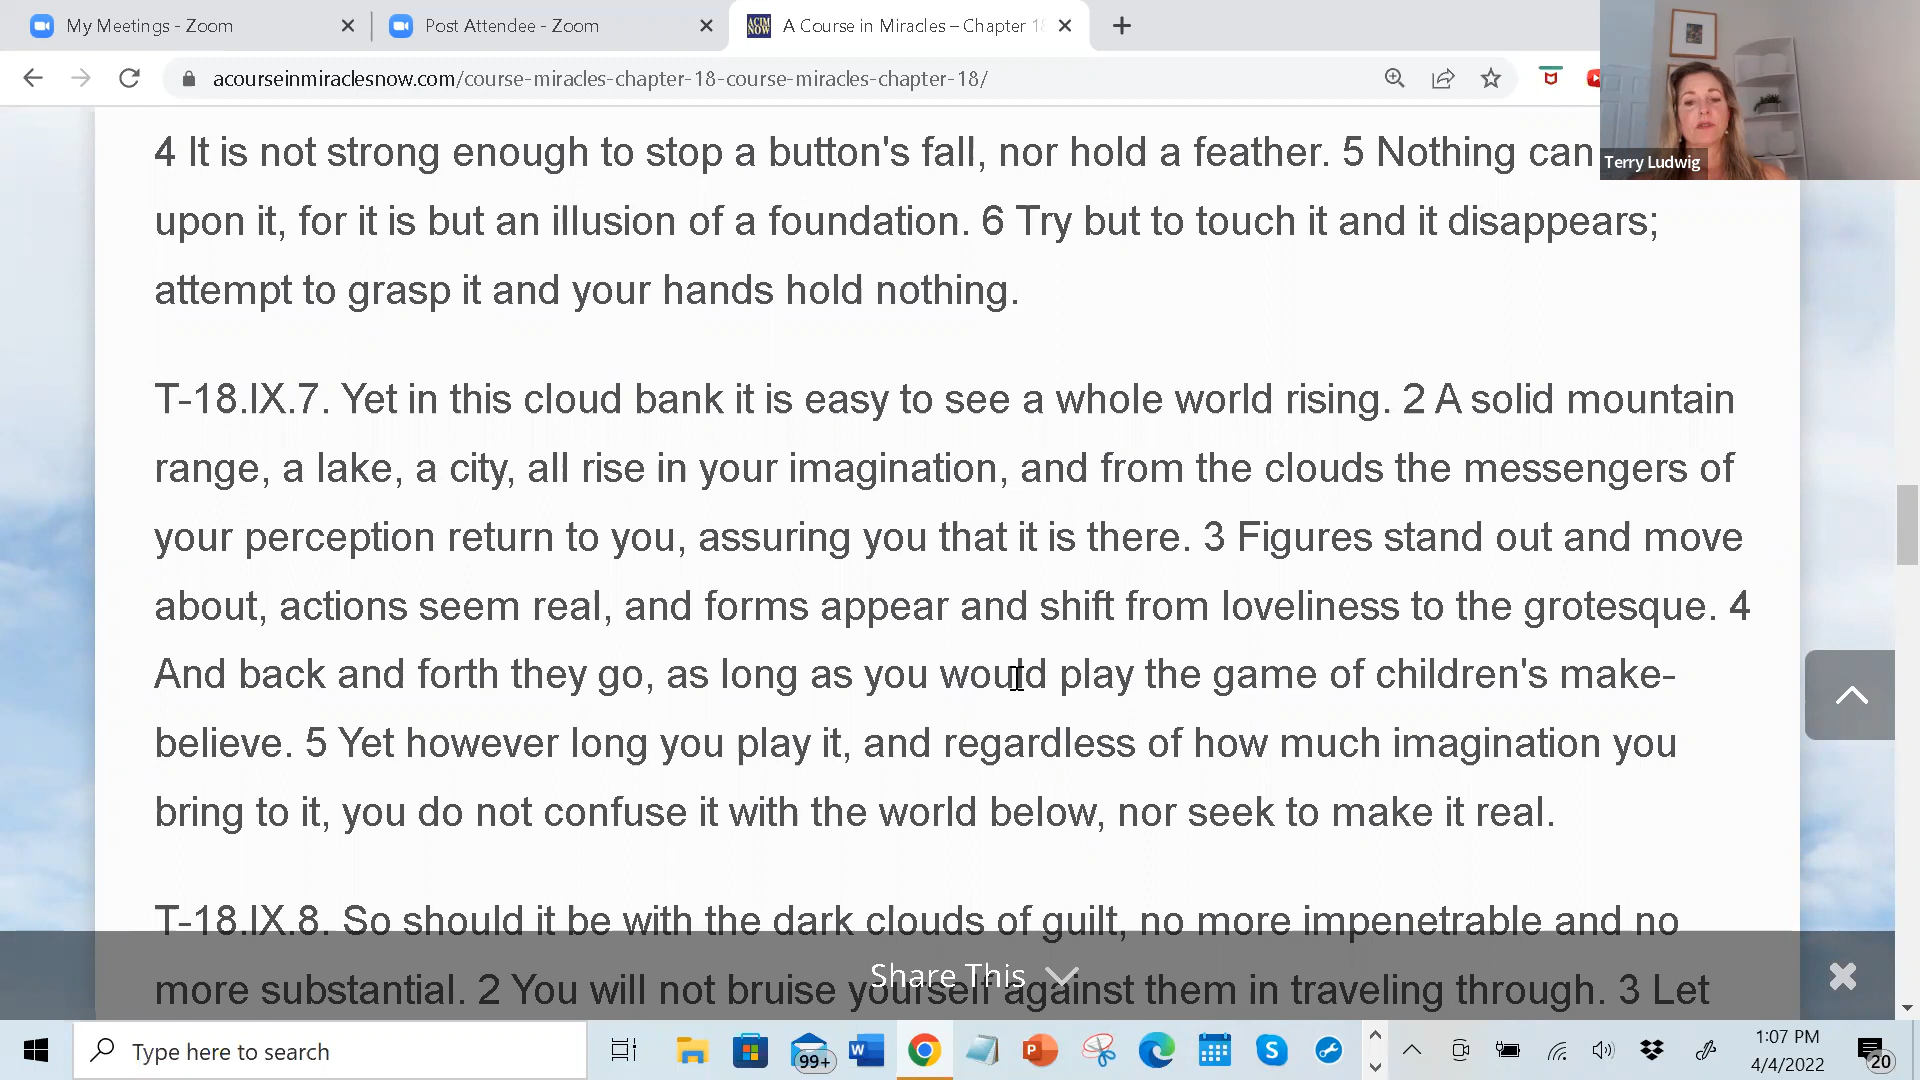 My Meetings - Zoom
Post Attendee - Zoom
ACIM NOW
A Course in Miracles – Chapter 18
acourseinmiraclesnow.com/course-miracles-chapter-18-course-miracles-chapter-18/
Terry Ludwig
4 It is not strong enough to stop a button's fall, nor hold a feather. 5 Nothing can
upon it, for it is but an illusion of a foundation. 6 Try but to touch it and it disappears;
attempt to grasp it and your hands hold nothing.
T-18.IX.7. Yet in this cloud bank it is easy to see a whole world rising. 2 A solid mountain
range, a lake, a city, all rise in your imagination, and from the clouds the messengers of
your perception return to you, assuring you that it is there. 3 Figures stand out and move
about, actions seem real, and forms appear and shift from loveliness to the grotesque. 4
And back and forth they go, as long as you would play the game of children's make-
believe. 5 Yet however long you play it, and regardless of how much imagination you
bring to it, you do not confuse it with the world below, nor seek to make it real.
T-18.IX.8. So should it be with the dark clouds of guilt, no more impenetrable and no
more substantial. 2 You will not bruise yourself against them in traveling through. 3 Let
Share This
Type here to search
99+
1:07 PM
4/4/2022
20